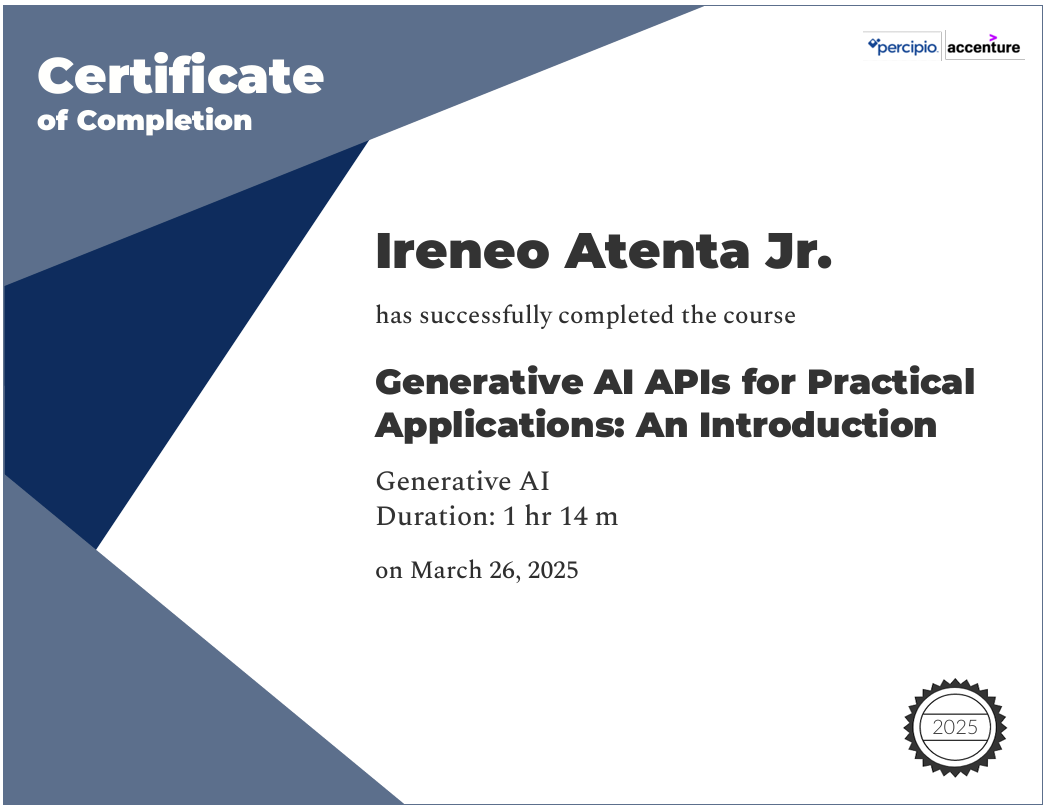 Certificate
of Completion
percipio.
accenture
Ireneo Atenta Jr.
has successfully completed the course
Generative AI APIs for Practical
Applications: An Introduction
Generative AI
Duration: 1 hr 14 m
on March 26, 2025
2025